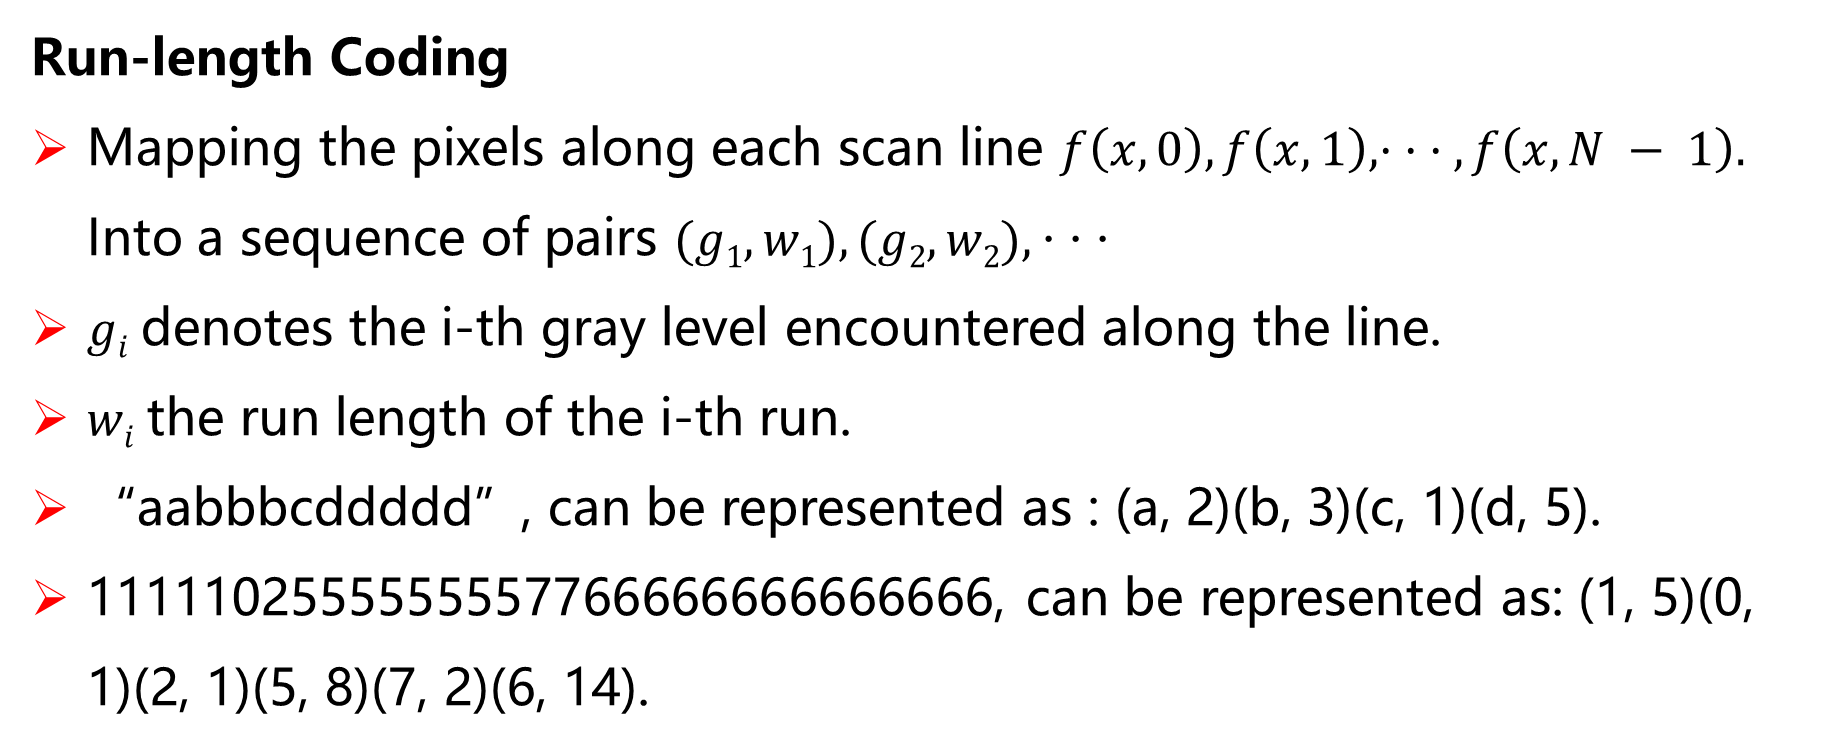 Run-length Coding
➢ Mapping the pixels along each scan line f(x, 0), f(x, 1),· · · , f(x, N − 1).
Into a sequence of pairs (g₁, w₁), (g₂, w₂), · · ·
➢ gᵢ denotes the i-th gray level encountered along the line.
➢ wᵢ the run length of the i-th run.
➢ “aabbbcddddd” , can be represented as : (a, 2)(b, 3)(c, 1)(d, 5).
➢ 1111102555555557766666666666666, can be represented as: (1, 5)(0,
1)(2, 1)(5, 8)(7, 2)(6, 14).